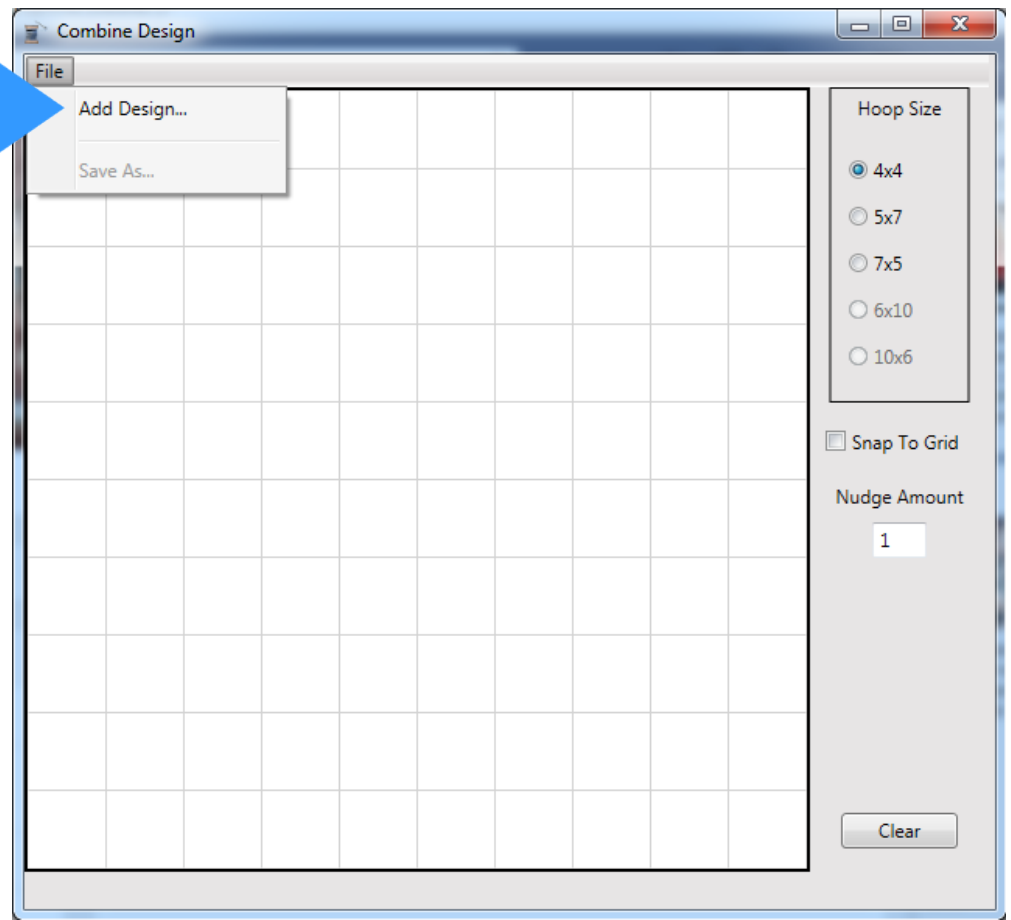 Combine Design
File
Add Design...
Save As...
Hoop Size
4x4
5x7
7x5
6x10
10x6
Snap To Grid
Nudge Amount
1
Clear